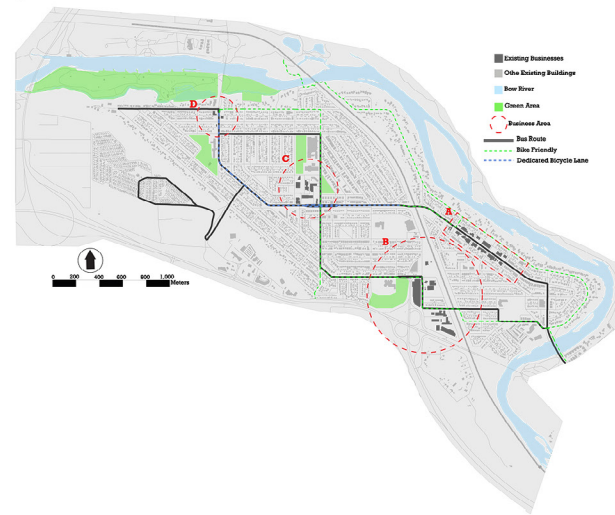 Existing Businesses
Othe Existing Buildings
Bow River
Green Area
Business Area
Bus Route
Bike Friendly
Dedicated Bicycle Lane
D
C
A
B
0 200 400 600 800 1,000
Meters